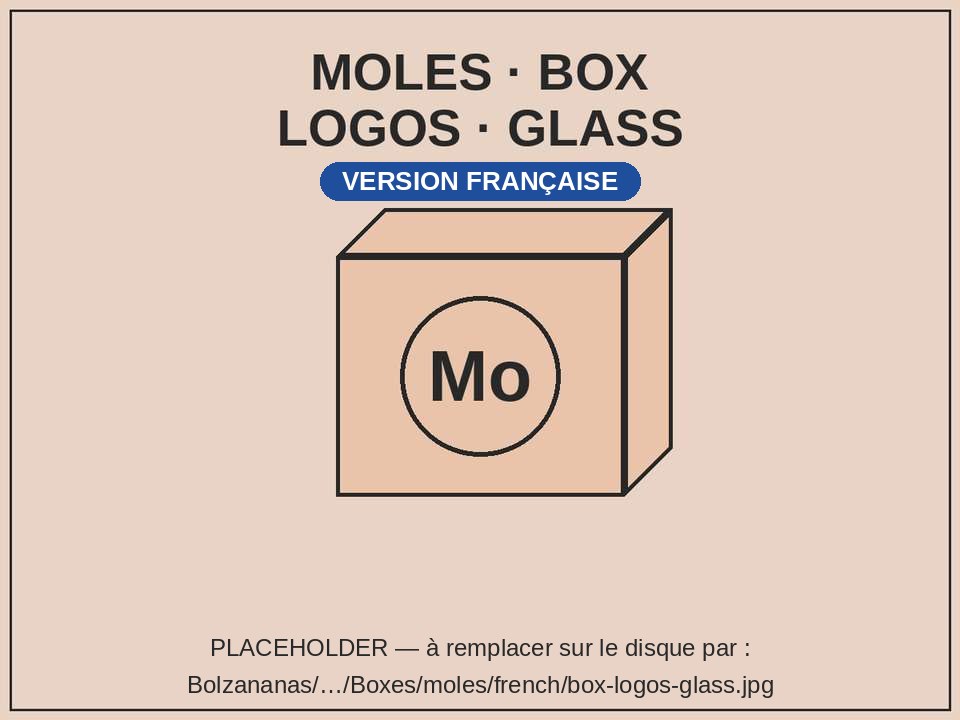 MOLES · BOX
LOGOS · GLASS
VERSION FRANÇAISE
Mo
PLACEHOLDER — à remplacer sur le disque par :
Bolzananas/…/Boxes/moles/french/box-logos-glass.jpg